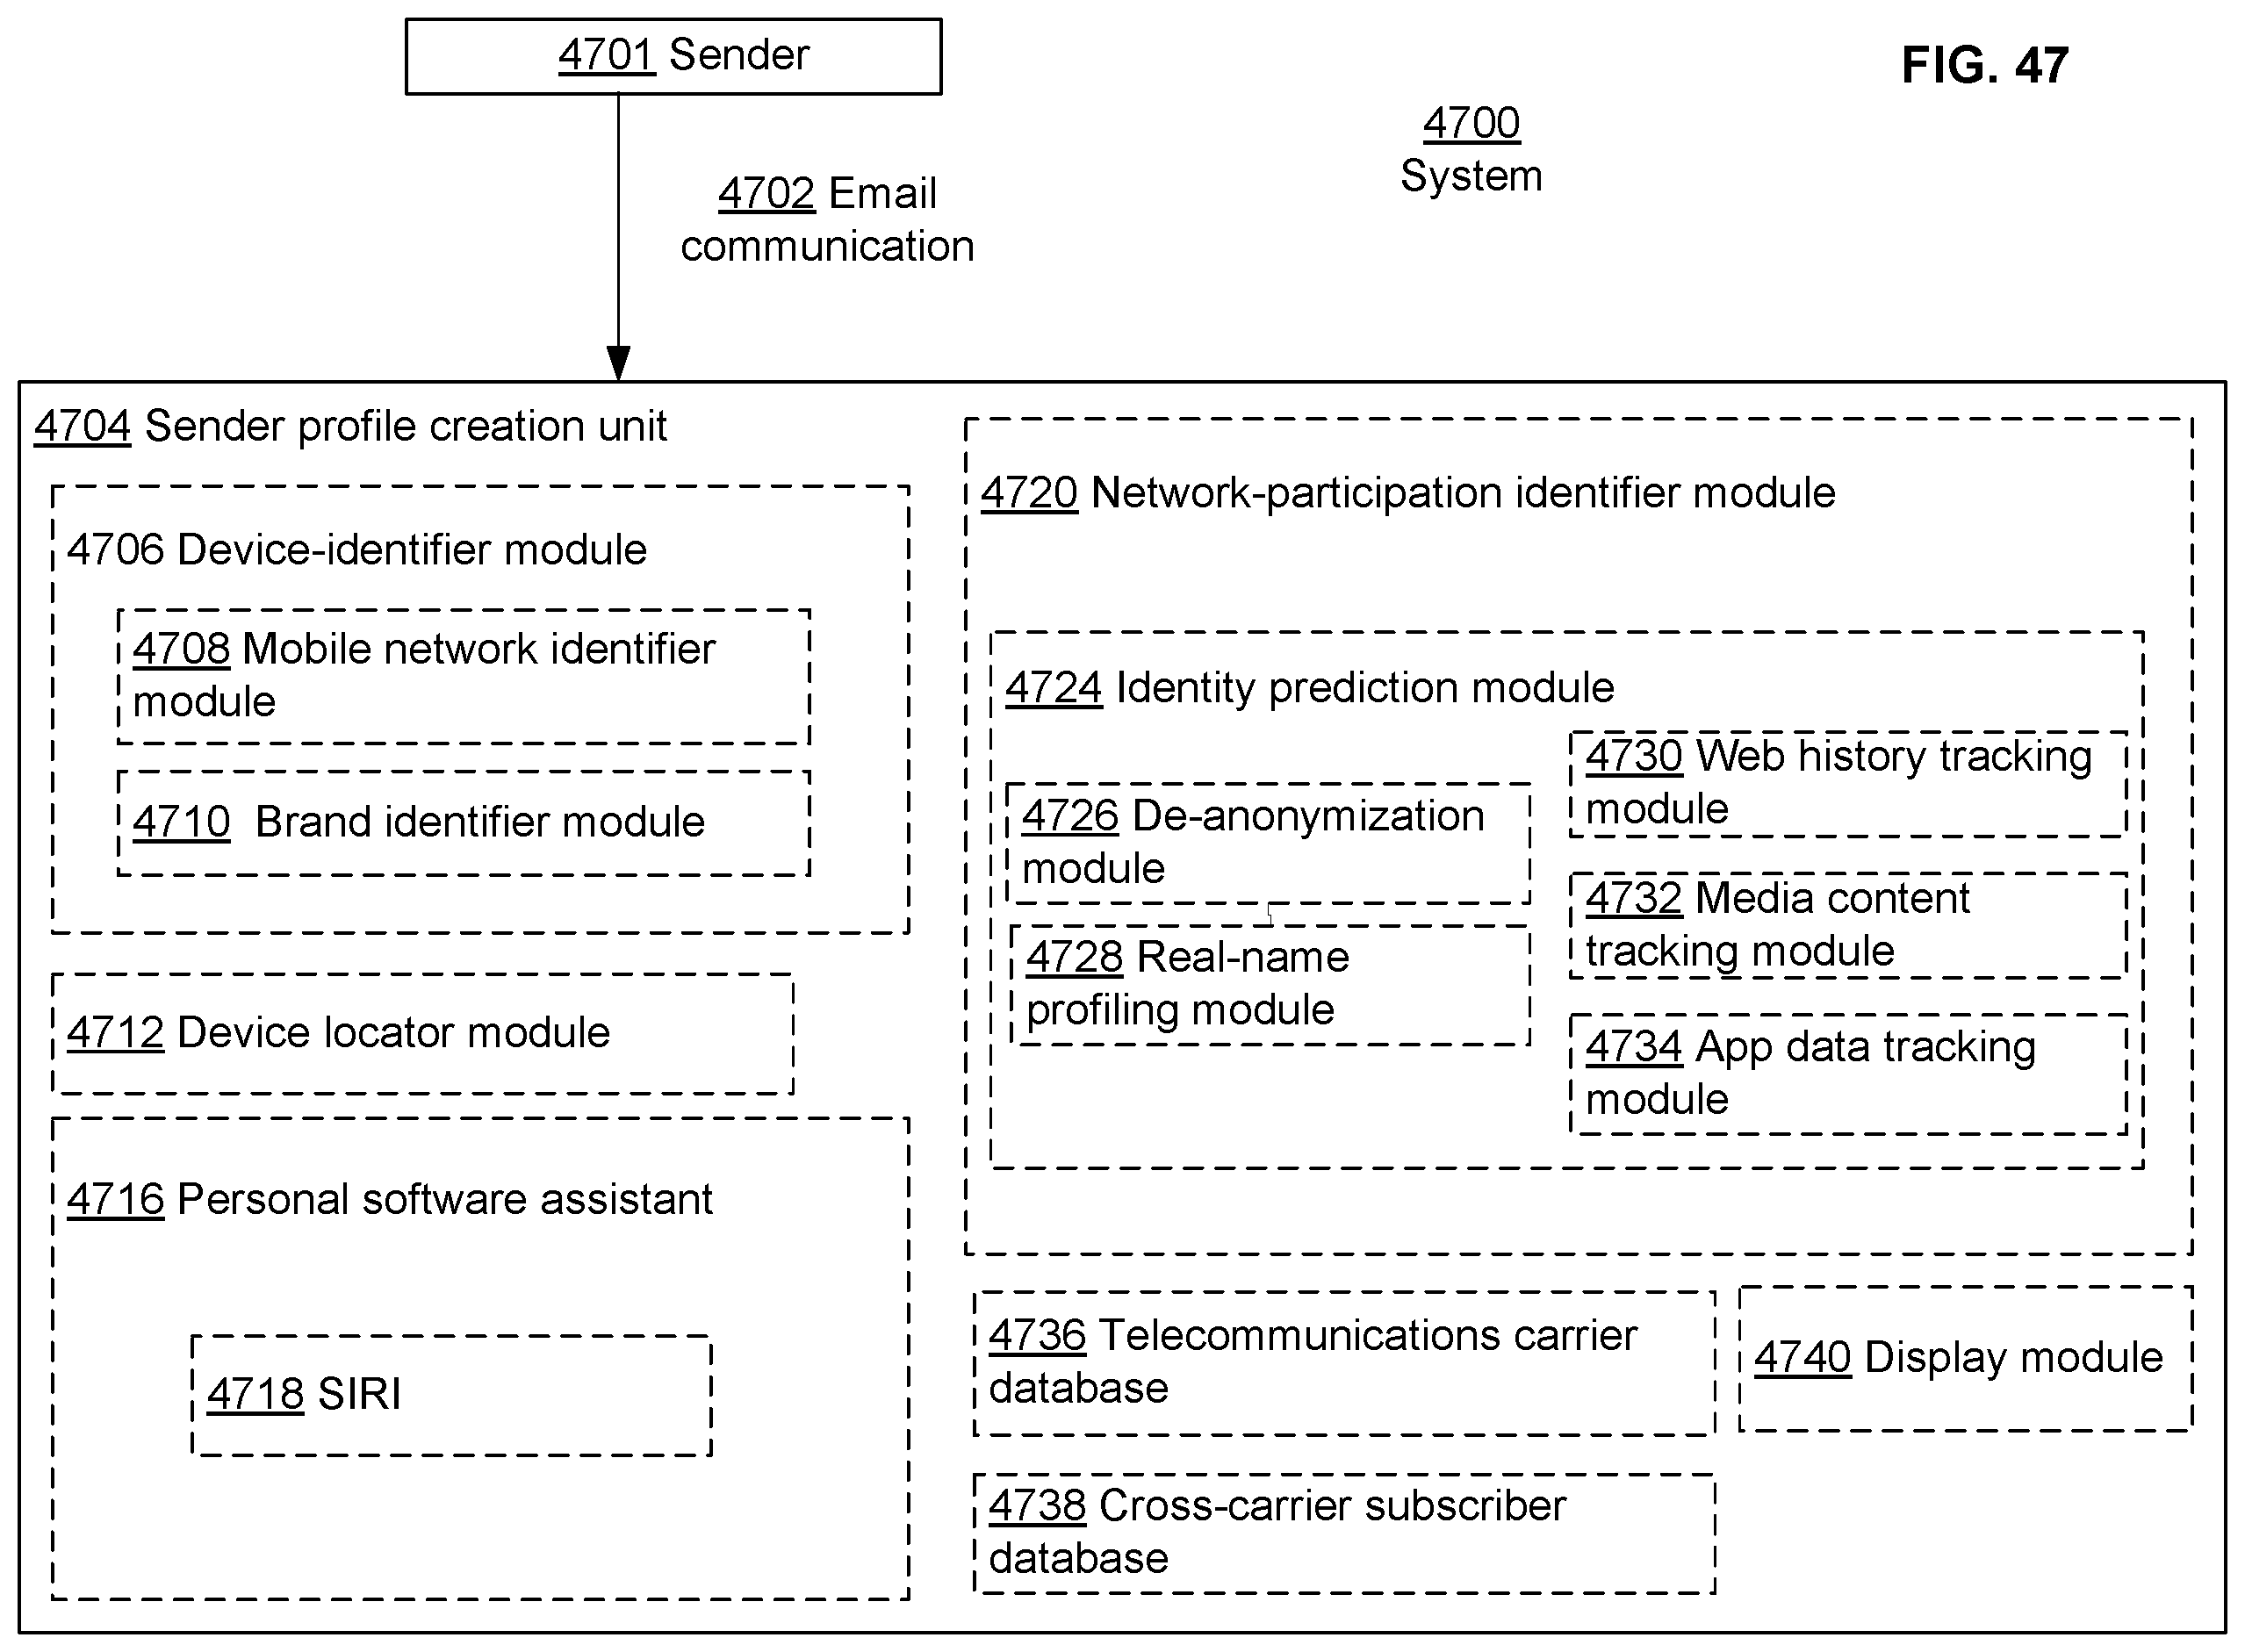 4701 Sender
FIG. 47
4700
System
4702 Email
communication
4704 Sender profile creation unit
4706 Device-identifier module
4708 Mobile network identifier
module
4710 Brand identifier module
4712 Device locator module
4716 Personal software assistant
4718 SIRI
4720 Network-participation identifier module
4724 Identity prediction module
4726 De-anonymization
module
4728 Real-name
profiling module
4730 Web history tracking
module
4732 Media content
tracking module
4734 App data tracking
module
4736 Telecommunications carrier
database
4740 Display module
4738 Cross-carrier subscriber
database